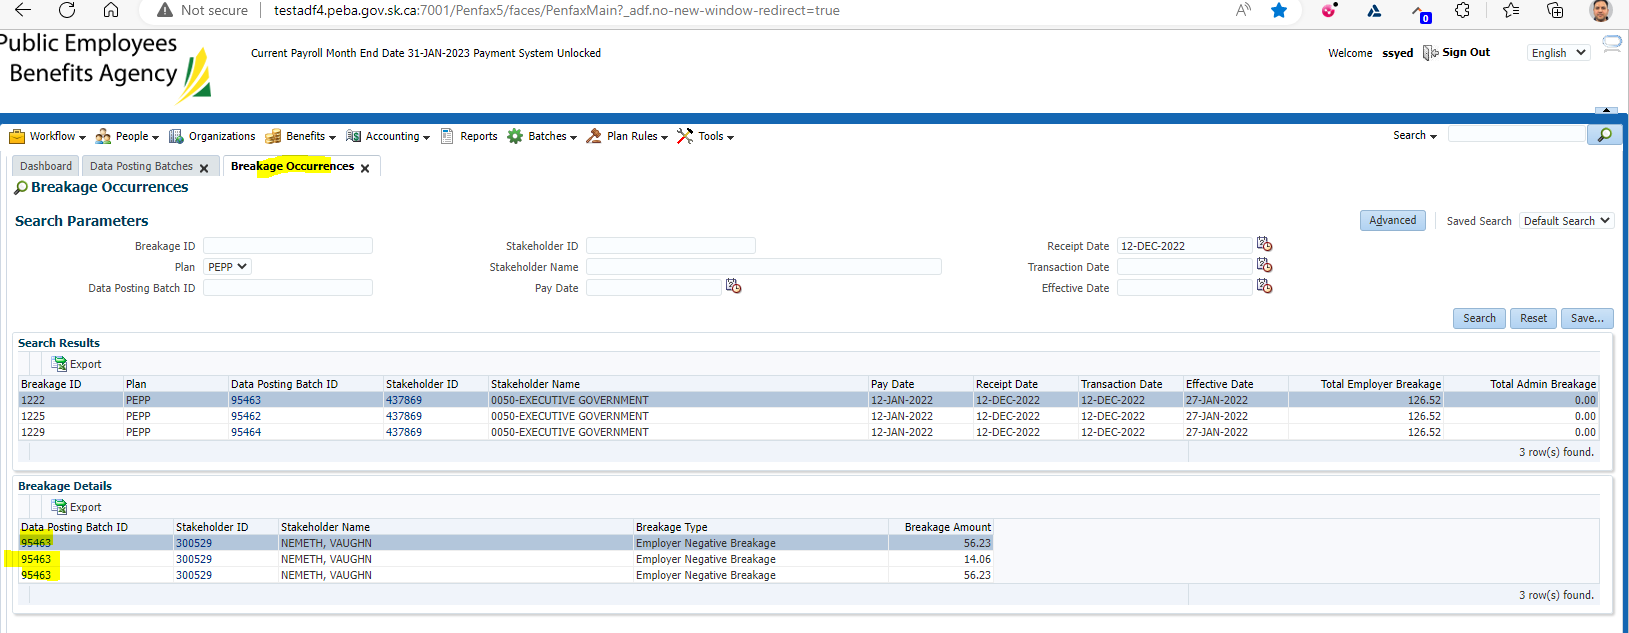 Not secure testadf4.peba.gov.sk.ca:7001/Penfax5/faces/PenfaxMain?_adf.no-new-window-redirect=true
0
Public Employees
Benefits Agency
Current Payroll Month End Date 31-JAN-2023 Payment System Unlocked
Welcome ssyed Sign Out English
Workflow People Organizations Benefits Accounting Reports Batches Plan Rules Tools Search
Dashboard Data Posting Batches Breakage Occurrences
Breakage Occurrences
Search Parameters
Advanced Saved Search Default Search
Breakage ID Stakeholder ID Receipt Date 12-DEC-2022
Plan PEPP Stakeholder Name Transaction Date
Data Posting Batch ID Pay Date Effective Date
Search Reset Save...
Search Results
Export
Breakage ID Plan Data Posting Batch ID Stakeholder ID Stakeholder Name Pay Date Receipt Date Transaction Date Effective Date Total Employer Breakage Total Admin Breakage
1222 PEPP 95463 437869 0050-EXECUTIVE GOVERNMENT 12-JAN-2022 12-DEC-2022 12-DEC-2022 27-JAN-2022 126.52 0.00
1225 PEPP 95462 437869 0050-EXECUTIVE GOVERNMENT 12-JAN-2022 12-DEC-2022 12-DEC-2022 27-JAN-2022 126.52 0.00
1229 PEPP 95464 437869 0050-EXECUTIVE GOVERNMENT 12-JAN-2022 12-DEC-2022 12-DEC-2022 27-JAN-2022 126.52 0.00
3 row(s) found.
Breakage Details
Export
Data Posting Batch ID Stakeholder ID Stakeholder Name Breakage Type Breakage Amount
95463 300529 NEMETH, VAUGHN Employer Negative Breakage 56.23
95463 300529 NEMETH, VAUGHN Employer Negative Breakage 14.06
95463 300529 NEMETH, VAUGHN Employer Negative Breakage 56.23
3 row(s) found.